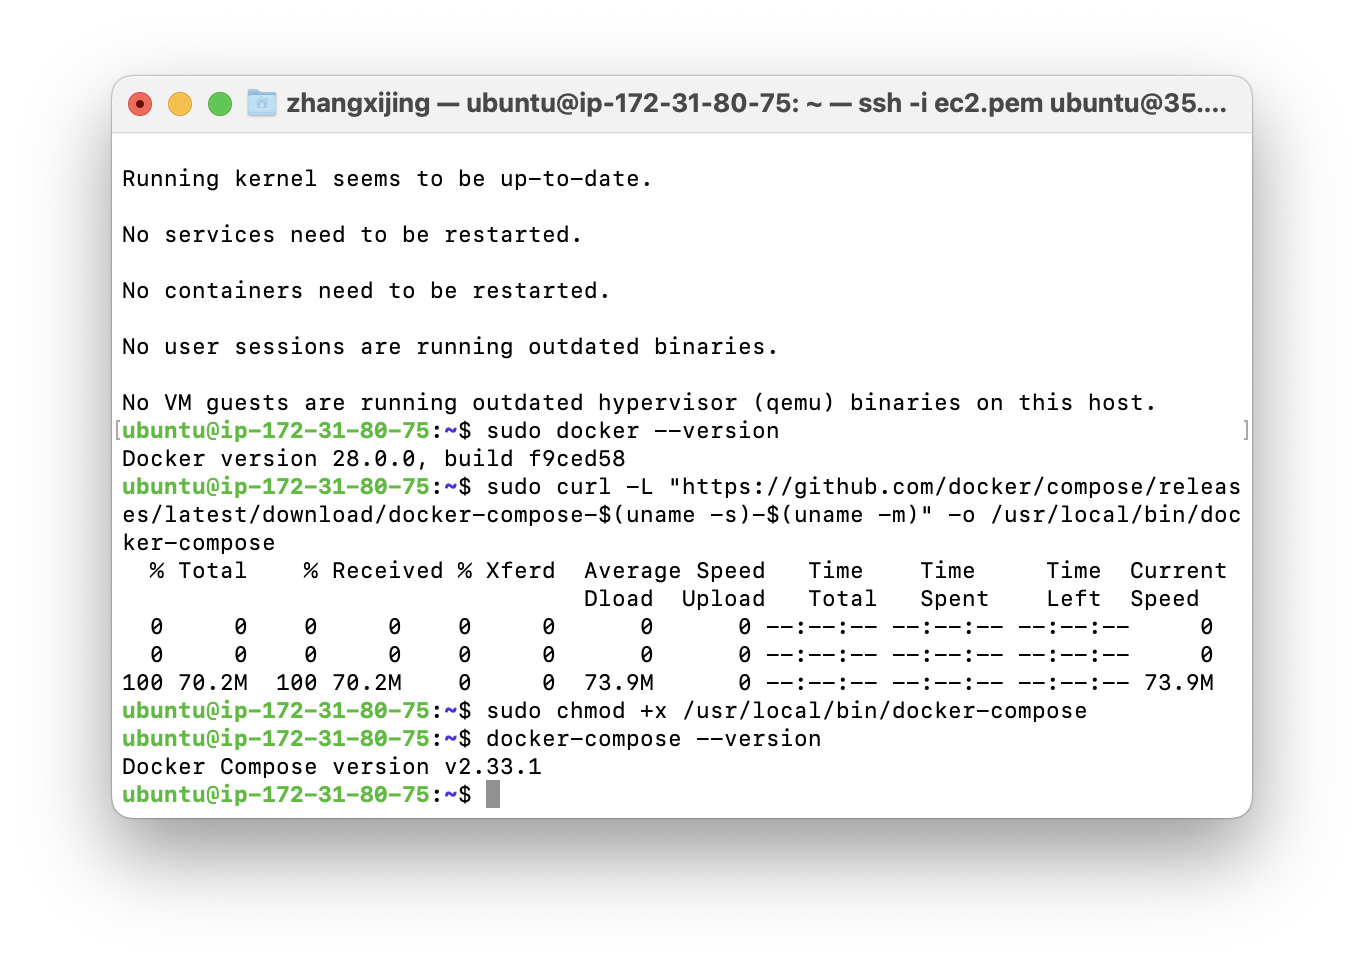 zhangxijing — ubuntu@ip-172-31-80-75: ~ — ssh -i ec2.pem ubuntu@35....
Running kernel seems to be up-to-date.
No services need to be restarted.
No containers need to be restarted.
No user sessions are running outdated binaries.
No VM guests are running outdated hypervisor (qemu) binaries on this host.
[ubuntu@ip-172-31-80-75:~$ sudo docker --version ]
Docker version 28.0.0, build f9ced58
ubuntu@ip-172-31-80-75:~$ sudo curl -L "https://github.com/docker/compose/releas
es/latest/download/docker-compose-$(uname -s)-$(uname -m)" -o /usr/local/bin/doc
ker-compose
  % Total    % Received % Xferd  Average Speed   Time    Time     Time  Current
                                 Dload  Upload   Total   Spent    Left  Speed
  0     0    0     0    0     0      0      0 --:--:-- --:--:-- --:--:--     0
  0     0    0     0    0     0      0      0 --:--:-- --:--:-- --:--:--     0
100 70.2M  100 70.2M    0     0  73.9M      0 --:--:-- --:--:-- --:--:-- 73.9M
ubuntu@ip-172-31-80-75:~$ sudo chmod +x /usr/local/bin/docker-compose
ubuntu@ip-172-31-80-75:~$ docker-compose --version
Docker Compose version v2.33.1
ubuntu@ip-172-31-80-75:~$